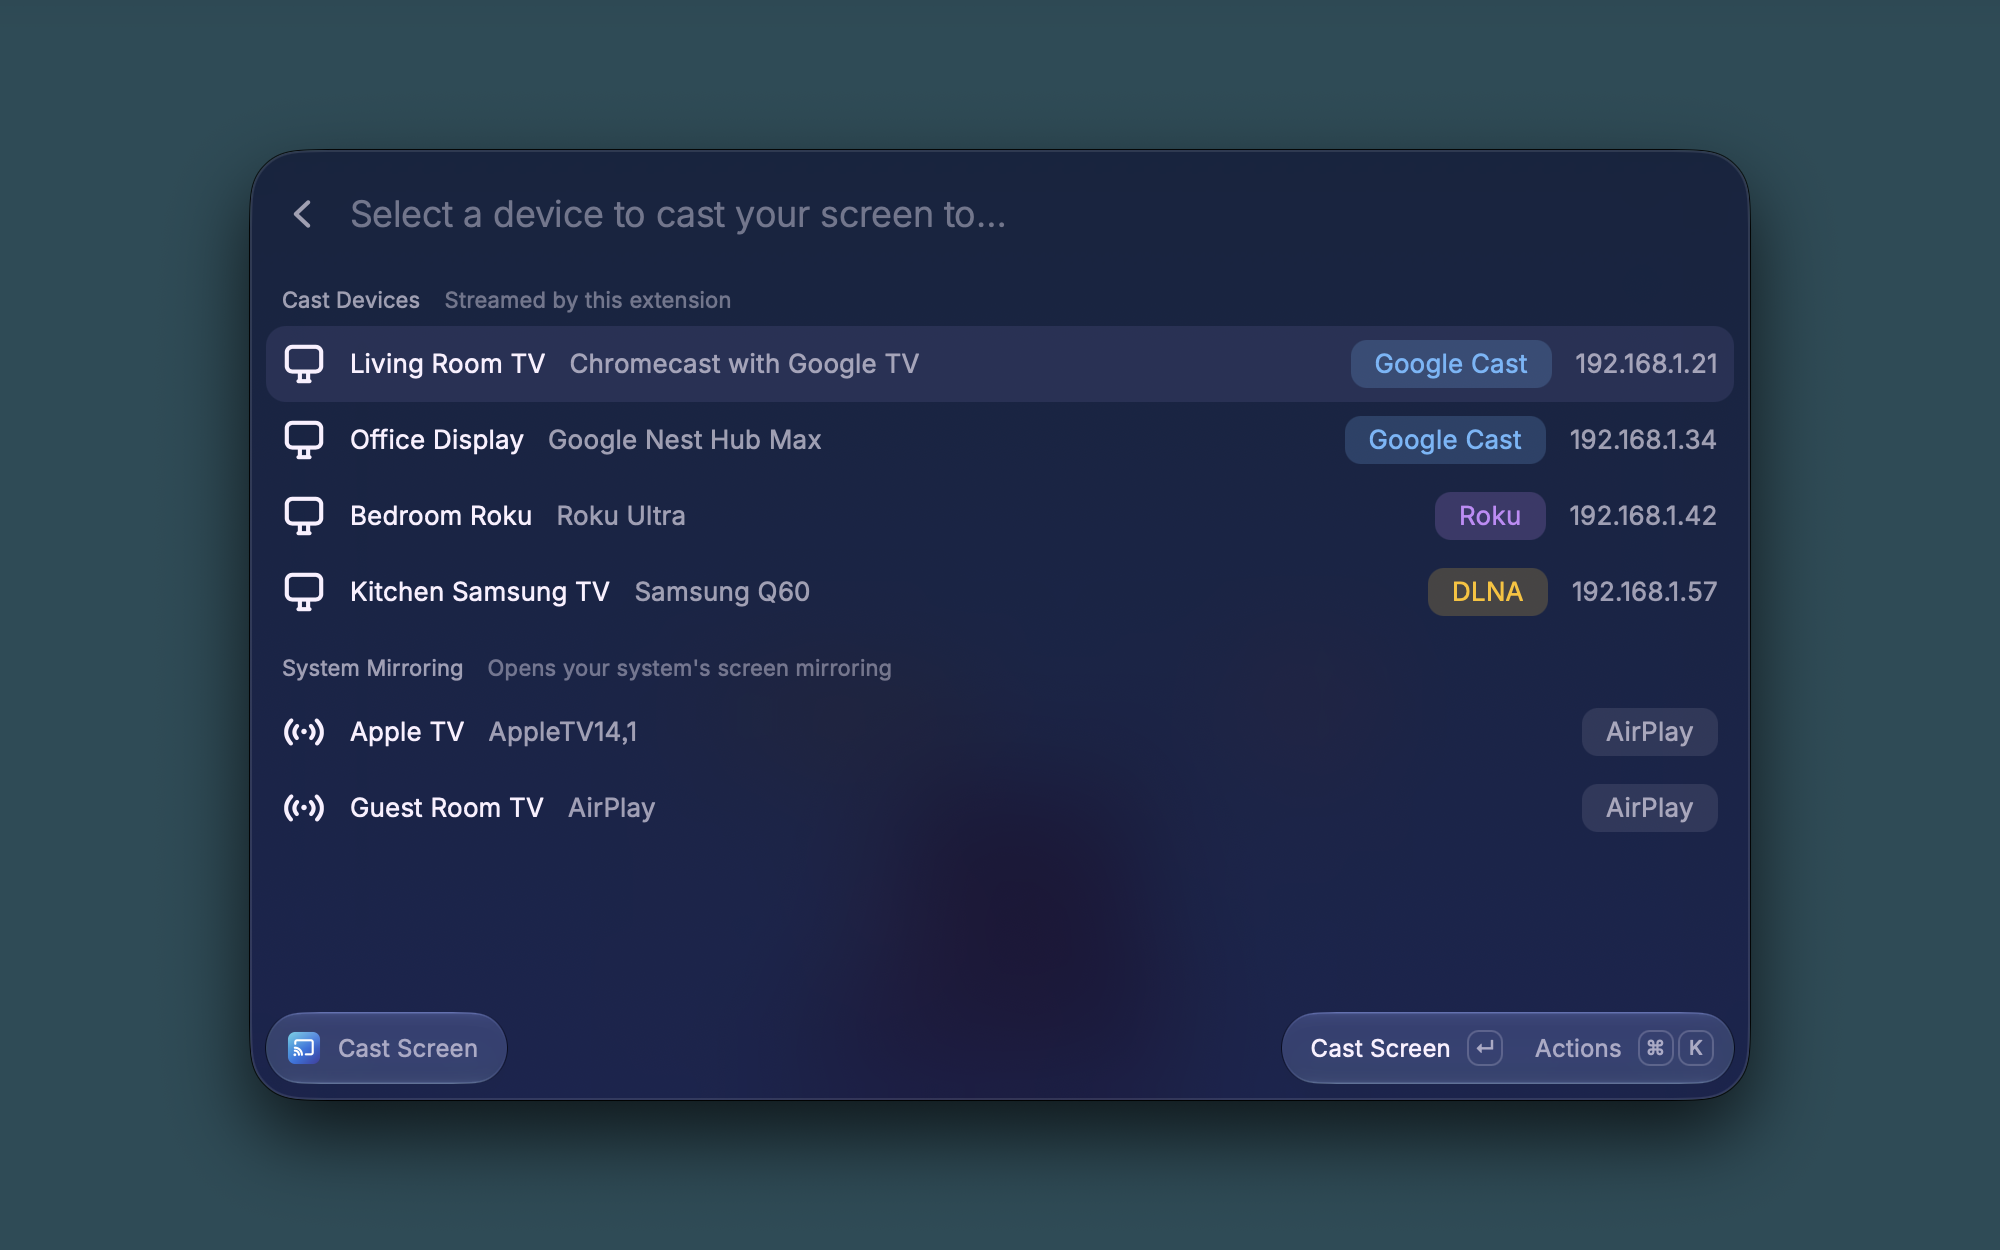 Select a device to cast your screen to...
Cast Devices Streamed by this extension
Living Room TV Chromecast with Google TV Google Cast 192.168.1.21
Office Display Google Nest Hub Max Google Cast 192.168.1.34
Bedroom Roku Roku Ultra Roku 192.168.1.42
Kitchen Samsung TV Samsung Q60 DLNA 192.168.1.57
System Mirroring Opens your system's screen mirroring
Apple TV AppleTV14,1 AirPlay
Guest Room TV AirPlay AirPlay
Cast Screen Cast Screen ↵ Actions ⌘ K